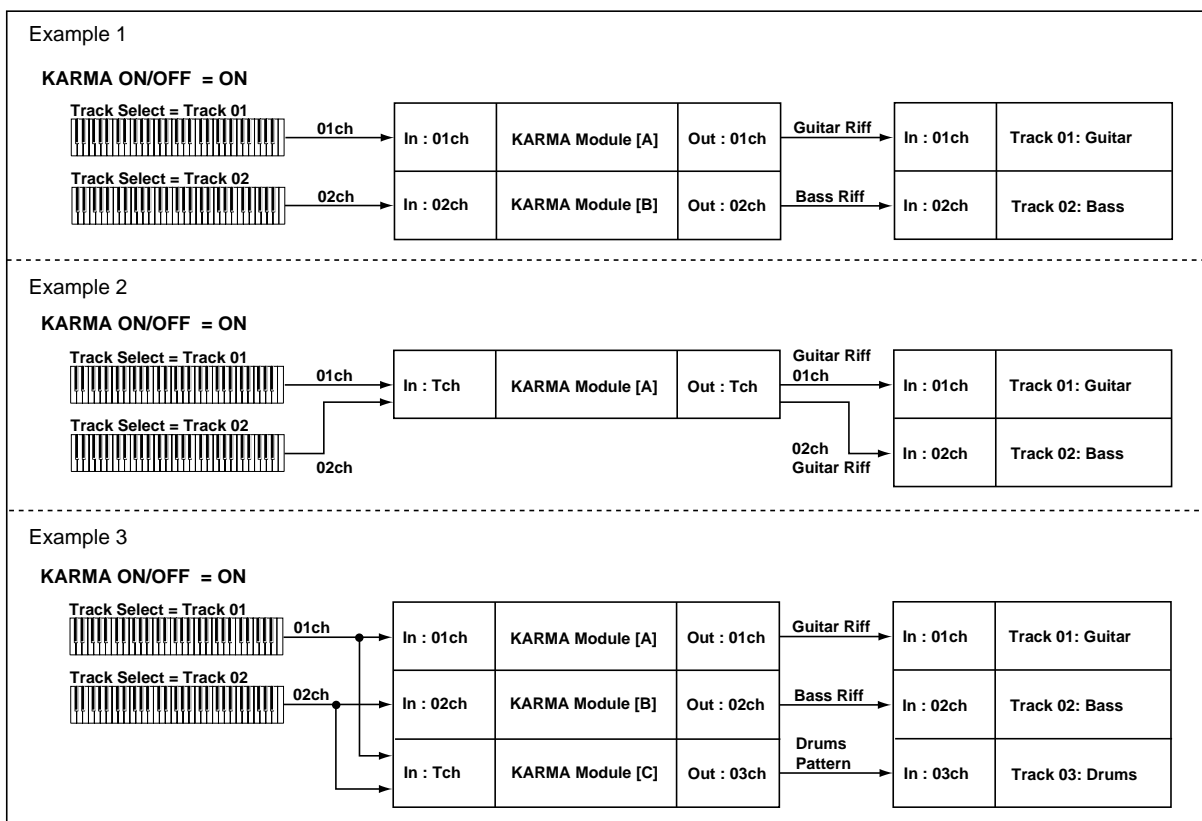 Example 1
KARMA ON/OFF = ON
Track Select = Track 01
01ch
In : 01ch
KARMA Module [A]
Out : 01ch
Guitar Riff
In : 01ch
Track 01: Guitar
Track Select = Track 02
02ch
In : 02ch
KARMA Module [B]
Out : 02ch
Bass Riff
In : 02ch
Track 02: Bass
Example 2
KARMA ON/OFF = ON
Track Select = Track 01
01ch
In : Tch
KARMA Module [A]
Out : Tch
Guitar Riff
01ch
In : 01ch
Track 01: Guitar
Track Select = Track 02
02ch
02ch
Guitar Riff
In : 02ch
Track 02: Bass
Example 3
KARMA ON/OFF = ON
Track Select = Track 01
01ch
In : 01ch
KARMA Module [A]
Out : 01ch
Guitar Riff
In : 01ch
Track 01: Guitar
Track Select = Track 02
02ch
In : 02ch
KARMA Module [B]
Out : 02ch
Bass Riff
In : 02ch
Track 02: Bass
In : Tch
KARMA Module [C]
Out : 03ch
Drums
Pattern
In : 03ch
Track 03: Drums